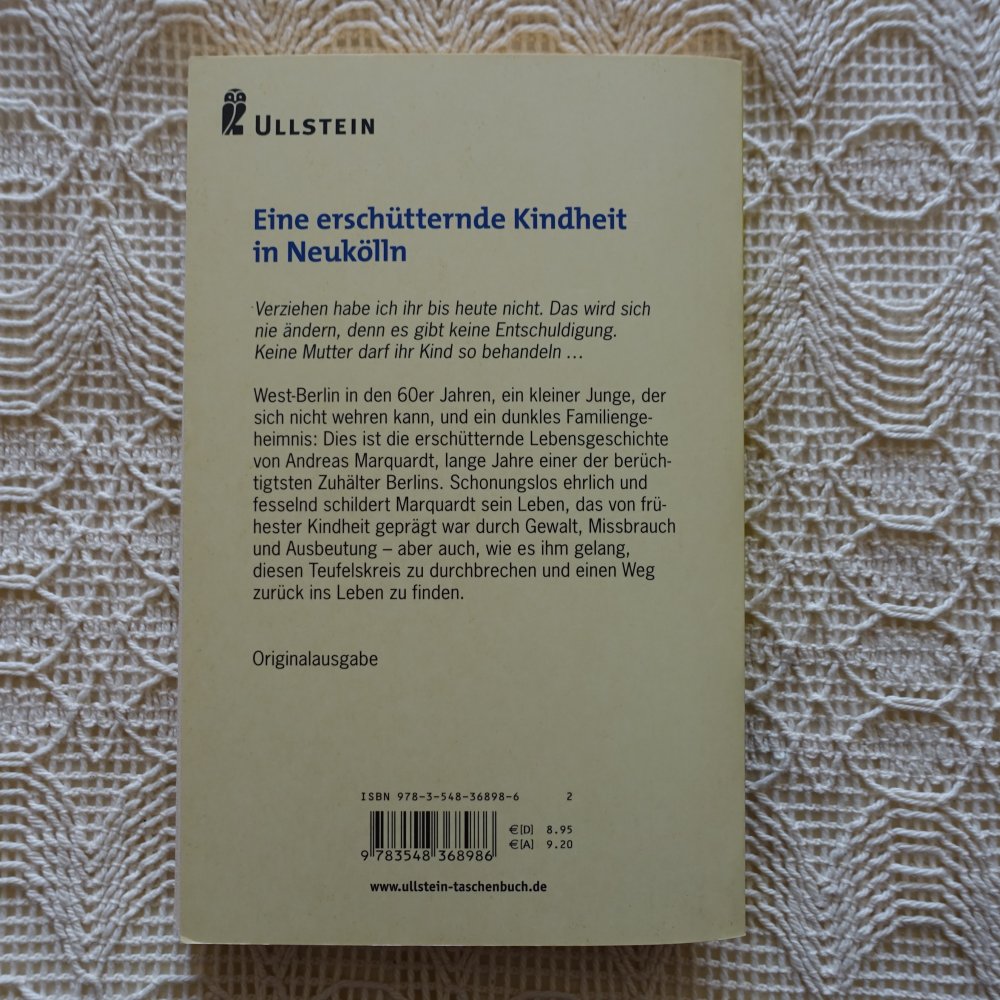 ULLSTEIN
Eine erschütternde Kindheit
in Neukölln
Verziehen habe ich ihr bis heute nicht. Das wird sich
nie ändern, denn es gibt keine Entschuldigung.
Keine Mutter darf ihr Kind so behandeln …
West-Berlin in den 60er Jahren, ein kleiner Junge, der
sich nicht wehren kann, und ein dunkles Familienge-
heimnis: Dies ist die erschütternde Lebensgeschichte
von Andreas Marquardt, lange Jahre einer der berüch-
tigtsten Zuhälter Berlins. Schonungslos ehrlich und
fesselnd schildert Marquardt sein Leben, das von frü-
hester Kindheit geprägt war durch Gewalt, Missbrauch
und Ausbeutung – aber auch, wie es ihm gelang,
diesen Teufelskreis zu durchbrechen und einen Weg
zurück ins Leben zu finden.
Originalausgabe
ISBN 978-3-548-36898-6 2
€ [D] 8.95
€ [A] 9.20
9 783548 368986
www.ullstein-taschenbuch.de